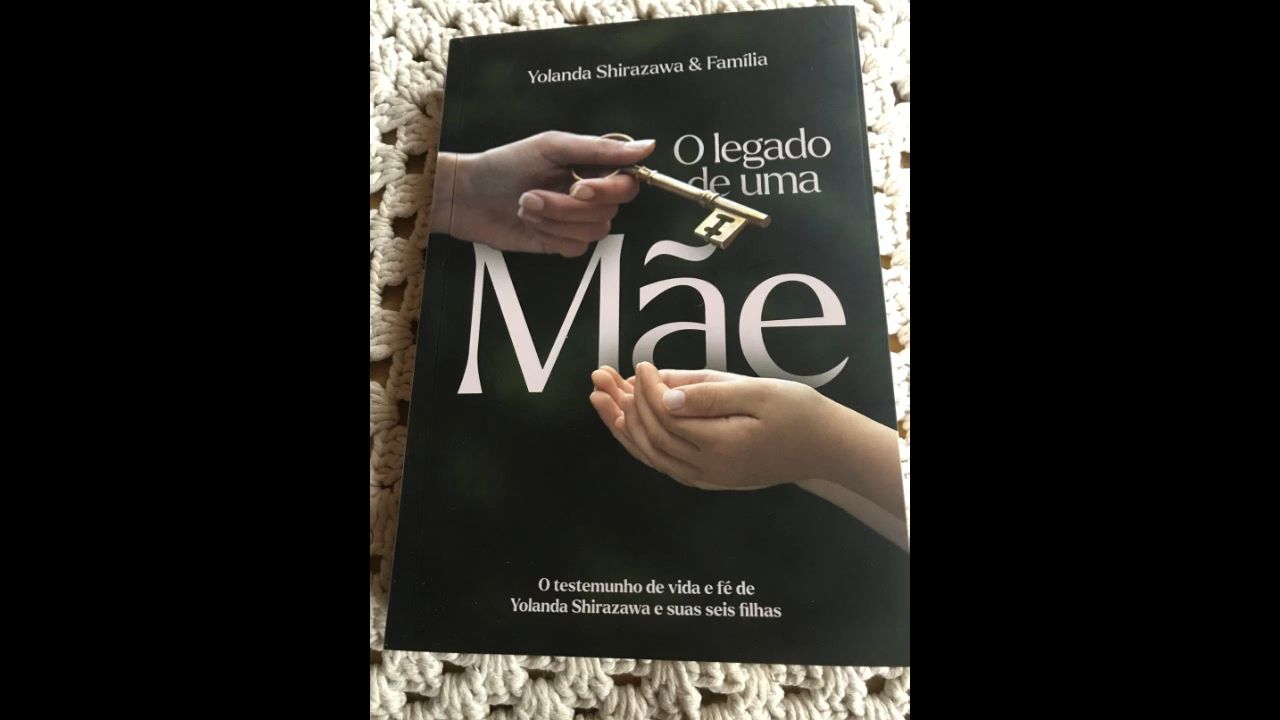 Yolanda Shirazawa & Família
O legado
de uma
Mãe
O testemunho de vida e fé de
Yolanda Shirazawa e suas seis filhas